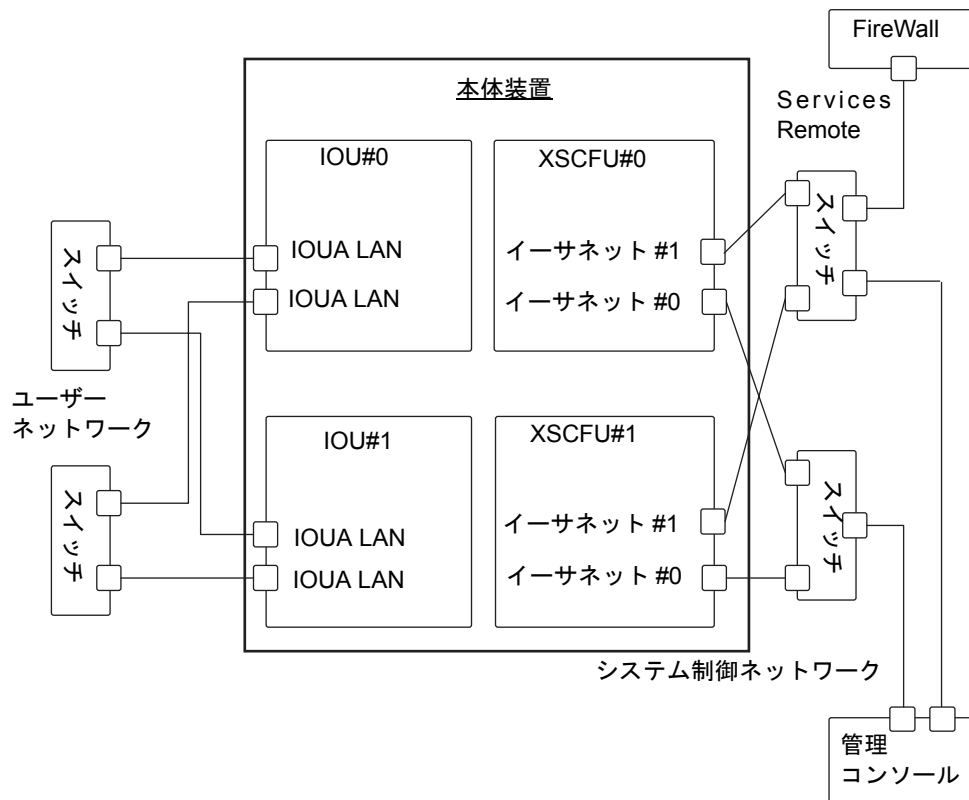 FireWall
本体装置
Services
Remote
IOU#0
XSCFU#0
スイッチ
スイッチ
IOUA LAN
イーサネット #1
IOUA LAN
イーサネット #0
ユーザー
ネットワーク
IOU#1
XSCFU#1
スイッチ
スイッチ
イーサネット #1
IOUA LAN
IOUA LAN
イーサネット #0
システム制御ネットワーク
管理
コンソール